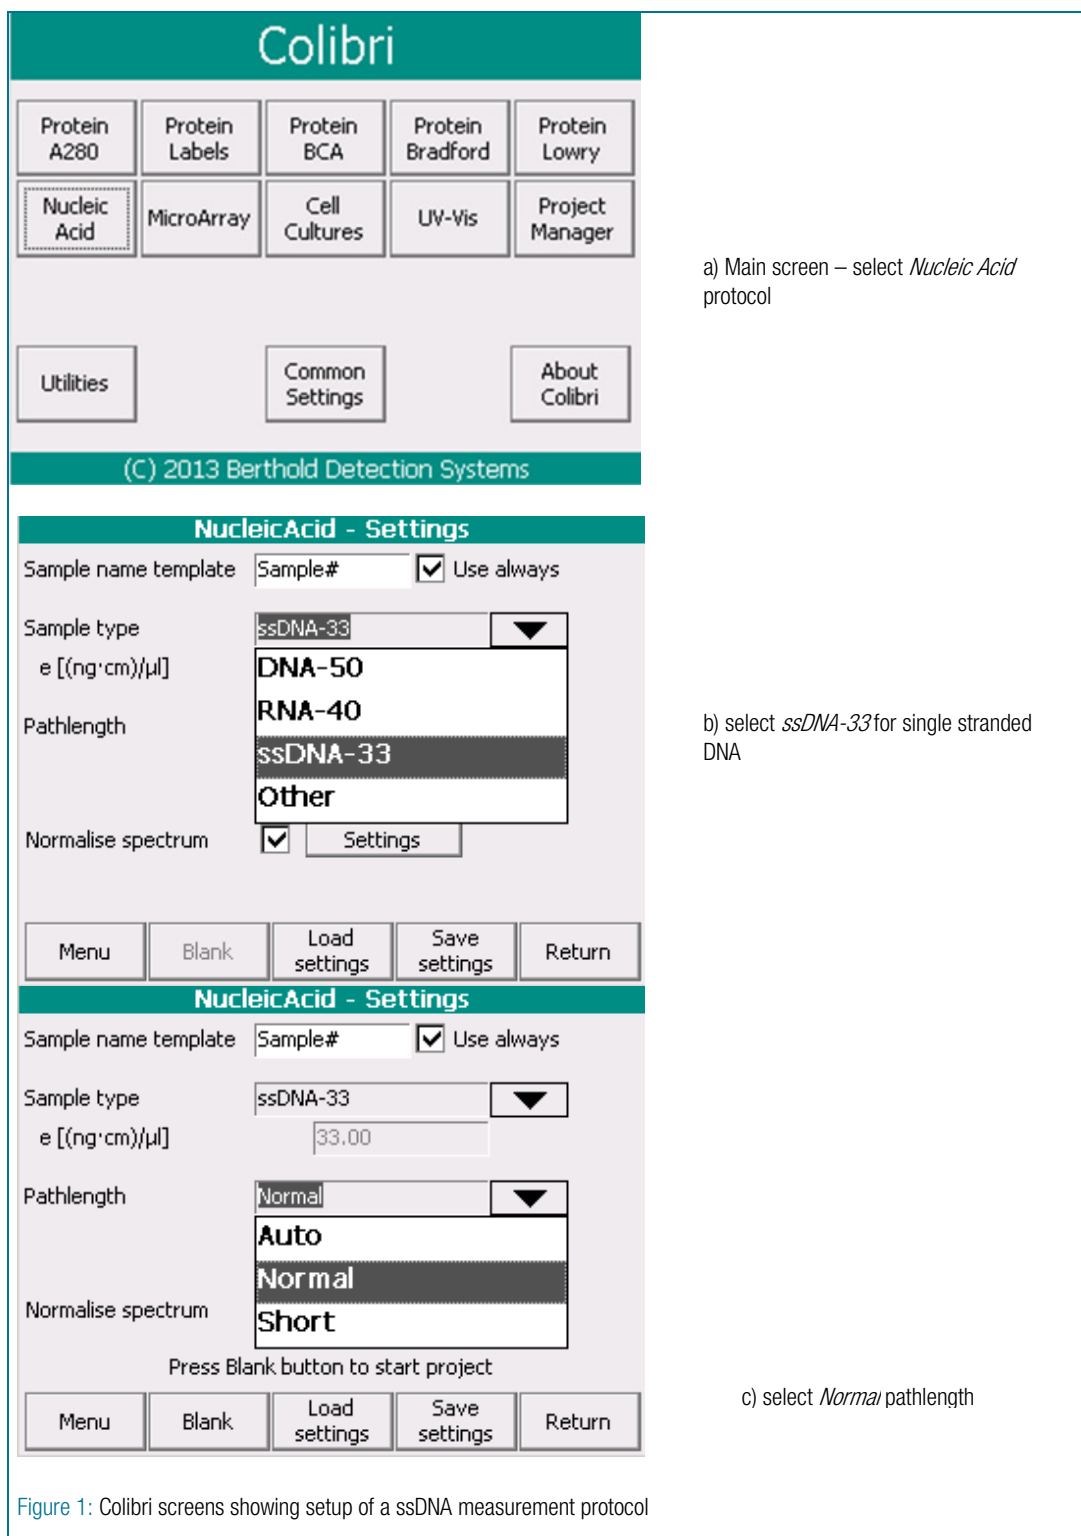 Colibri
Protein A280
Protein Labels
Protein BCA
Protein Bradford
Protein Lowry
Nucleic Acid
MicroArray
Cell Cultures
UV-Vis
Project Manager
Utilities
Common Settings
About Colibri
(C) 2013 Berthold Detection Systems
a) Main screen – select Nucleic Acid
protocol
NucleicAcid - Settings
Sample name template Sample# Use always
Sample type ssDNA-33
e [(ng·cm)/µl]
DNA-50
RNA-40
Pathlength
ssDNA-33
Other
Normalise spectrum Settings
Menu
Blank
Load settings
Save settings
Return
b) select ssDNA-33 for single stranded
DNA
NucleicAcid - Settings
Sample name template Sample# Use always
Sample type ssDNA-33
e [(ng·cm)/µl] 33.00
Pathlength Normal
Auto
Normal
Normalise spectrum
Short
Press Blank button to start project
Menu
Blank
Load settings
Save settings
Return
c) select Normal pathlength
Figure 1: Colibri screens showing setup of a ssDNA measurement protocol